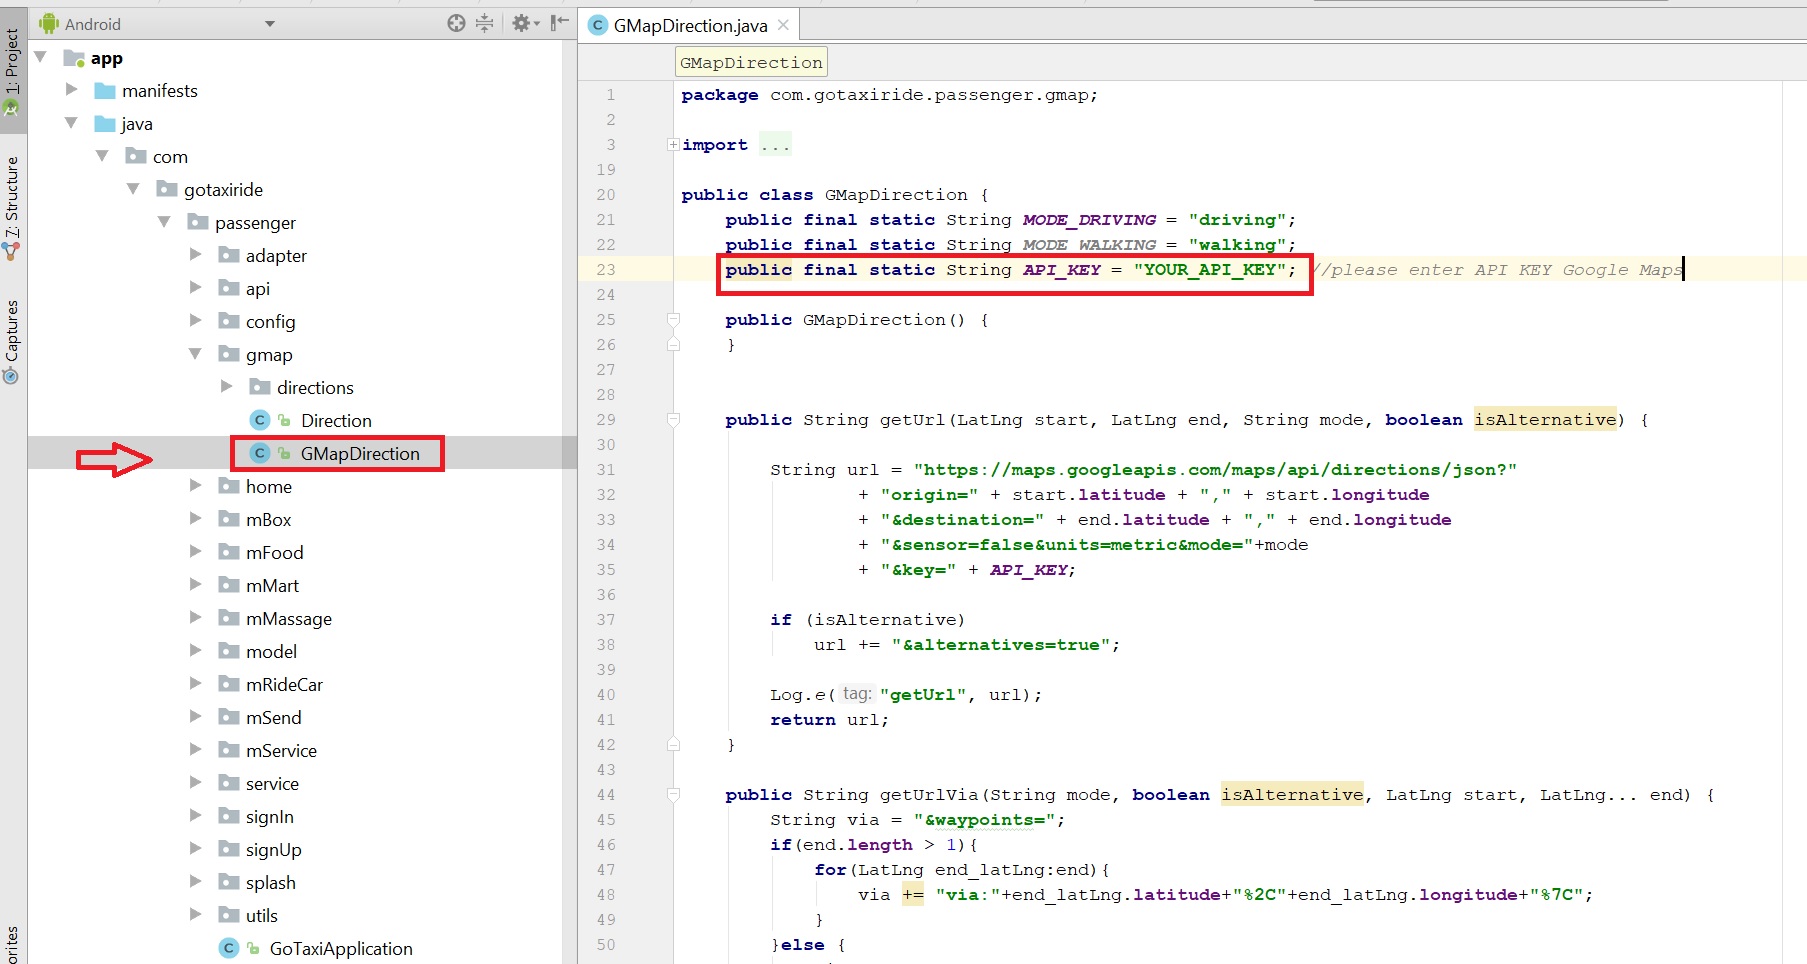 Android
1: Project
7: Structure
Captures
orites
app
manifests
java
com
gotaxiride
passenger
adapter
api
config
gmap
directions
Direction
GMapDirection
home
mBox
mFood
mMart
mMassage
model
mRideCar
mSend
mService
service
signIn
signUp
splash
utils
GoTaxiApplication
GMapDirection.java
GMapDirection
1 package com.gotaxiride.passenger.gmap;
2
3 import ...
19
20 public class GMapDirection {
21 public final static String MODE_DRIVING = "driving";
22 public final static String MODE_WALKING = "walking";
23 public final static String API_KEY = "YOUR_API_KEY"; //please enter API KEY Google Maps
24
25 public GMapDirection() {
26 }
27
28
29 public String getUrl(LatLng start, LatLng end, String mode, boolean isAlternative) {
30
31 String url = "https://maps.googleapis.com/maps/api/directions/json?"
32 + "origin=" + start.latitude + "," + start.longitude
33 + "&destination=" + end.latitude + "," + end.longitude
34 + "&sensor=false&units=metric&mode="+mode
35 + "&key=" + API_KEY;
36
37 if (isAlternative)
38 url += "&alternatives=true";
39
40 Log.e( tag: "getUrl", url);
41 return url;
42 }
43
44 public String getUrlVia(String mode, boolean isAlternative, LatLng start, LatLng... end) {
45 String via = "&waypoints=";
46 if(end.length > 1){
47 for(LatLng end_latLng:end){
48 via += "via:"+end_latLng.latitude+"%2C"+end_latLng.longitude+"%7C";
49 }
50 }else {